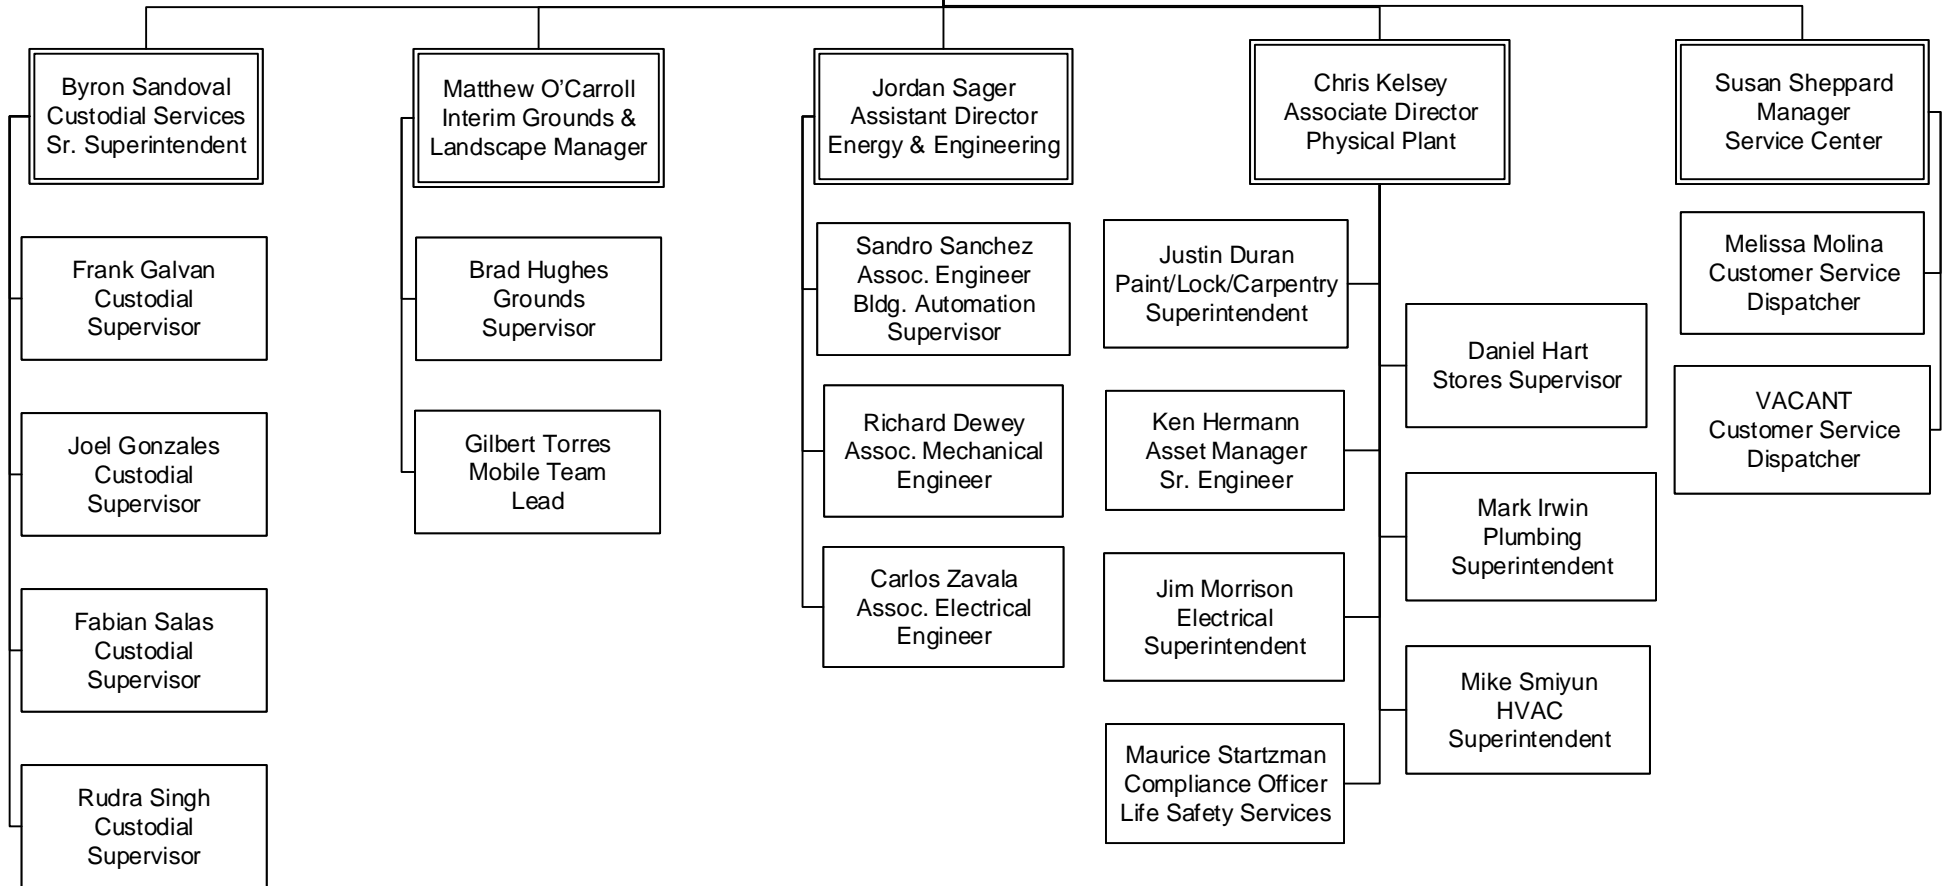 Byron Sandoval
Custodial Services
Sr. Superintendent
Frank Galvan
Custodial
Supervisor
Joel Gonzales
Custodial
Supervisor
Fabian Salas
Custodial
Supervisor
Rudra Singh
Custodial
Supervisor
Matthew O’Carroll
Interim Grounds &
Landscape Manager
Brad Hughes
Grounds
Supervisor
Gilbert Torres
Mobile Team
Lead
Jordan Sager
Assistant Director
Energy & Engineering
Sandro Sanchez
Assoc. Engineer
Bldg. Automation
Supervisor
Richard Dewey
Assoc. Mechanical
Engineer
Carlos Zavala
Assoc. Electrical
Engineer
Chris Kelsey
Associate Director
Physical Plant
Justin Duran
Paint/Lock/Carpentry
Superintendent
Ken Hermann
Asset Manager
Sr. Engineer
Jim Morrison
Electrical
Superintendent
Maurice Startzman
Compliance Officer
Life Safety Services
Daniel Hart
Stores Supervisor
Mark Irwin
Plumbing
Superintendent
Mike Smiyun
HVAC
Superintendent
Susan Sheppard
Manager
Service Center
Melissa Molina
Customer Service
Dispatcher
VACANT
Customer Service
Dispatcher